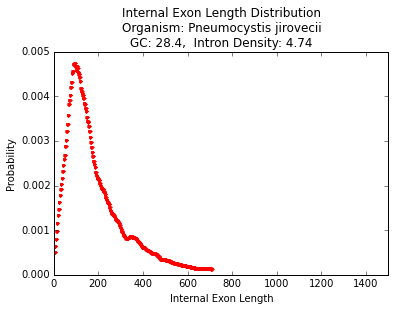 Internal Exon Length Distribution
Organism: Pneumocystis jirovecii
GC: 28.4,  Intron Density: 4.74
0.005
0.004
0.003
0.002
0.001
0.000
Probability
0
200
400
600
800
1000
1200
1400
Internal Exon Length